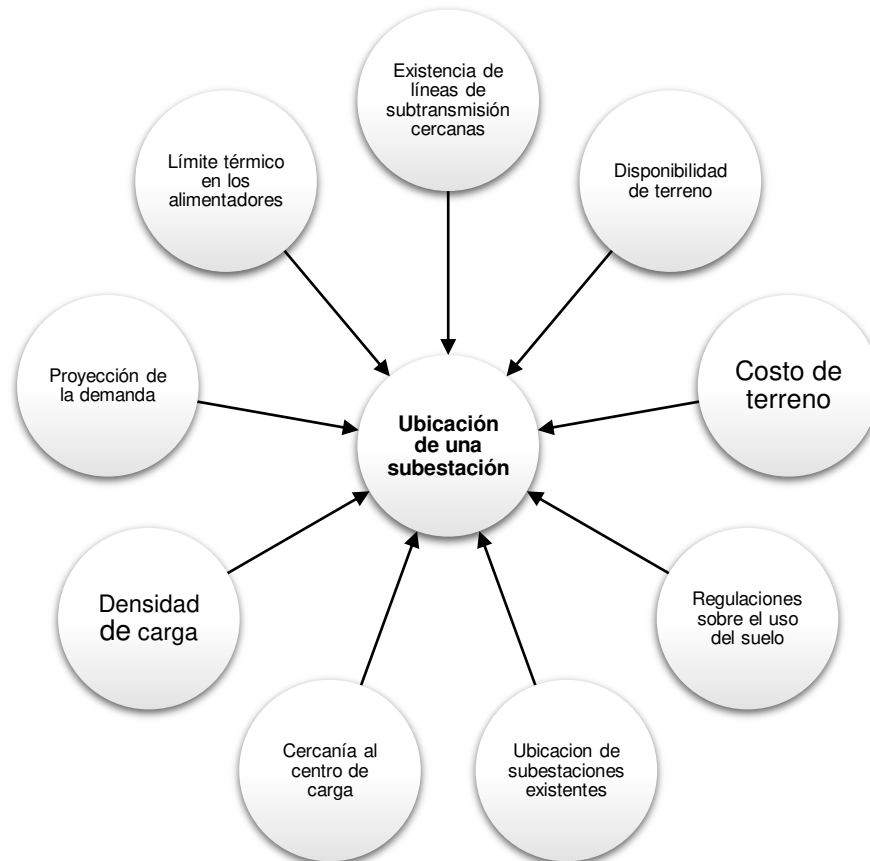 Existencia de
líneas de
subtransmisión
cercanas
Límite térmico
en los
alimentadores
Disponibilidad
de terreno
Proyección de
la demanda
Costo de
terreno
Ubicación
de una
subestación
Densidad
de carga
Regulaciones
sobre el uso
del suelo
Cercanía al
centro de
carga
Ubicacion de
subestaciones
existentes